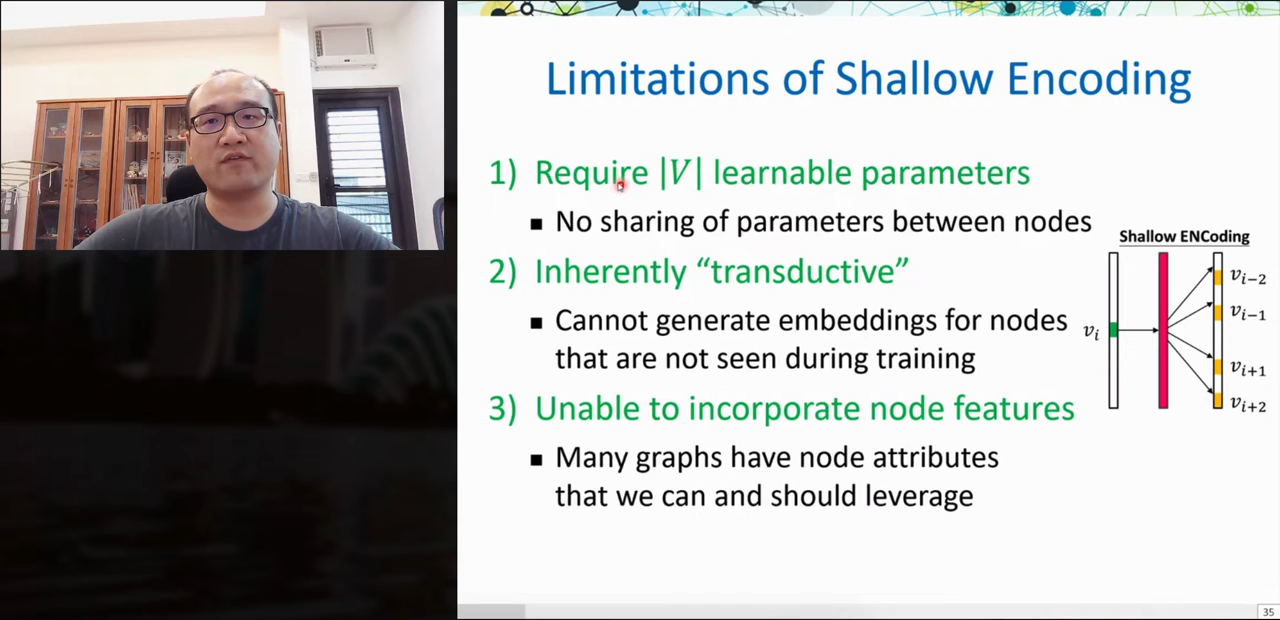 Limitations of Shallow Encoding
1) Require |V| learnable parameters
▪ No sharing of parameters between nodes
2) Inherently “transductive”
▪ Cannot generate embeddings for nodes
that are not seen during training
3) Unable to incorporate node features
▪ Many graphs have node attributes
that we can and should leverage
Shallow ENCoding
v_i
v_{i−2}
v_{i−1}
v_{i+1}
v_{i+2}
35